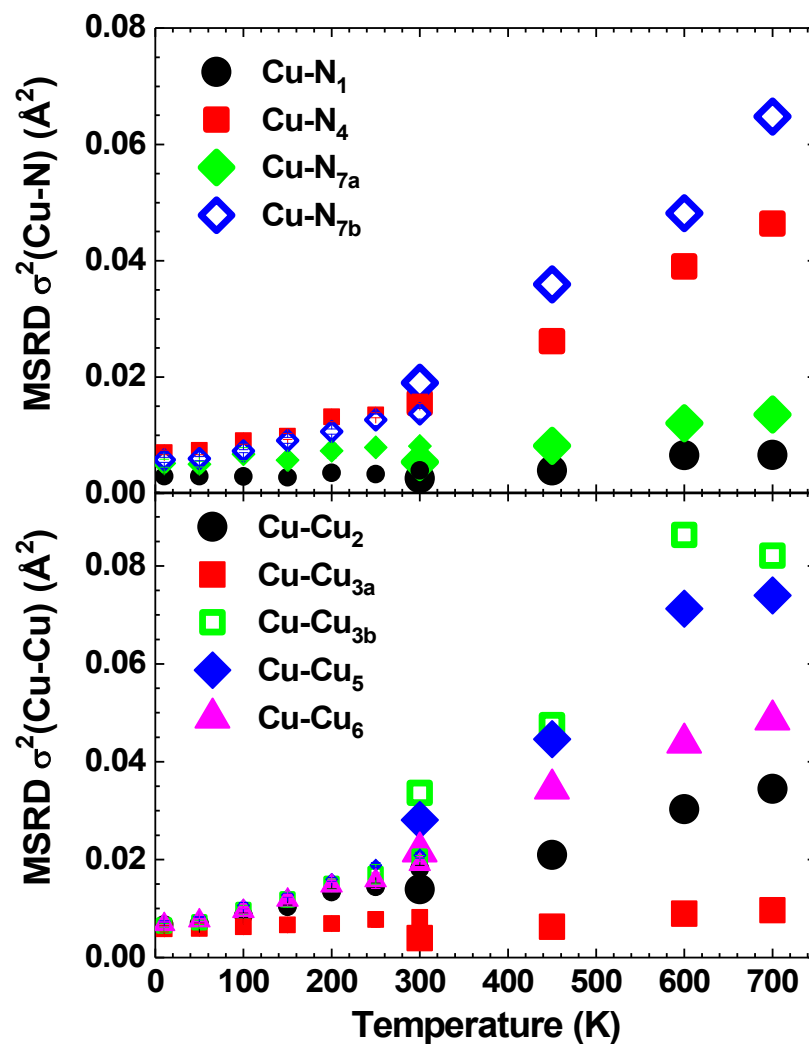 MSRD σ²(Cu-N) (Å²)
0.08
0.06
0.04
0.02
0.00
Cu-N₁
Cu-N₄
Cu-N₇ₐ
Cu-N₇b
MSRD σ²(Cu-Cu) (Å²)
0.08
0.06
0.04
0.02
0.00
Cu-Cu₂
Cu-Cu₃ₐ
Cu-Cu₃b
Cu-Cu₅
Cu-Cu₆
0 100 200 300 400 500 600 700
Temperature (K)